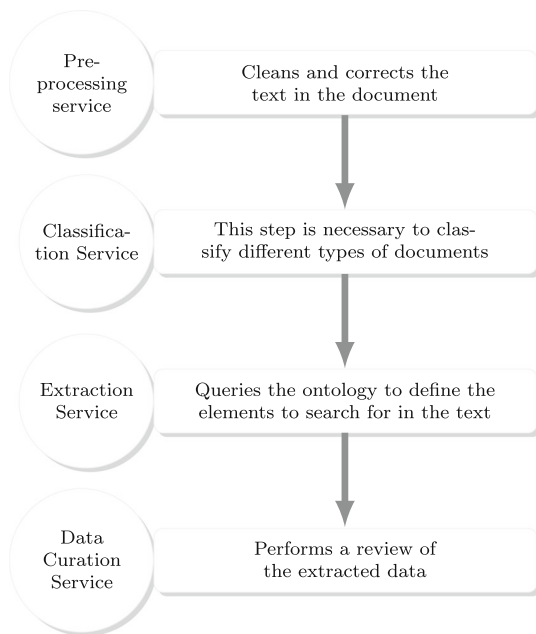 Pre-
processing
service
Cleans and corrects the
text in the document
Classifica-
tion Service
This step is necessary to clas-
sify different types of documents
Extraction
Service
Queries the ontology to define the
elements to search for in the text
Data
Curation
Service
Performs a review of
the extracted data